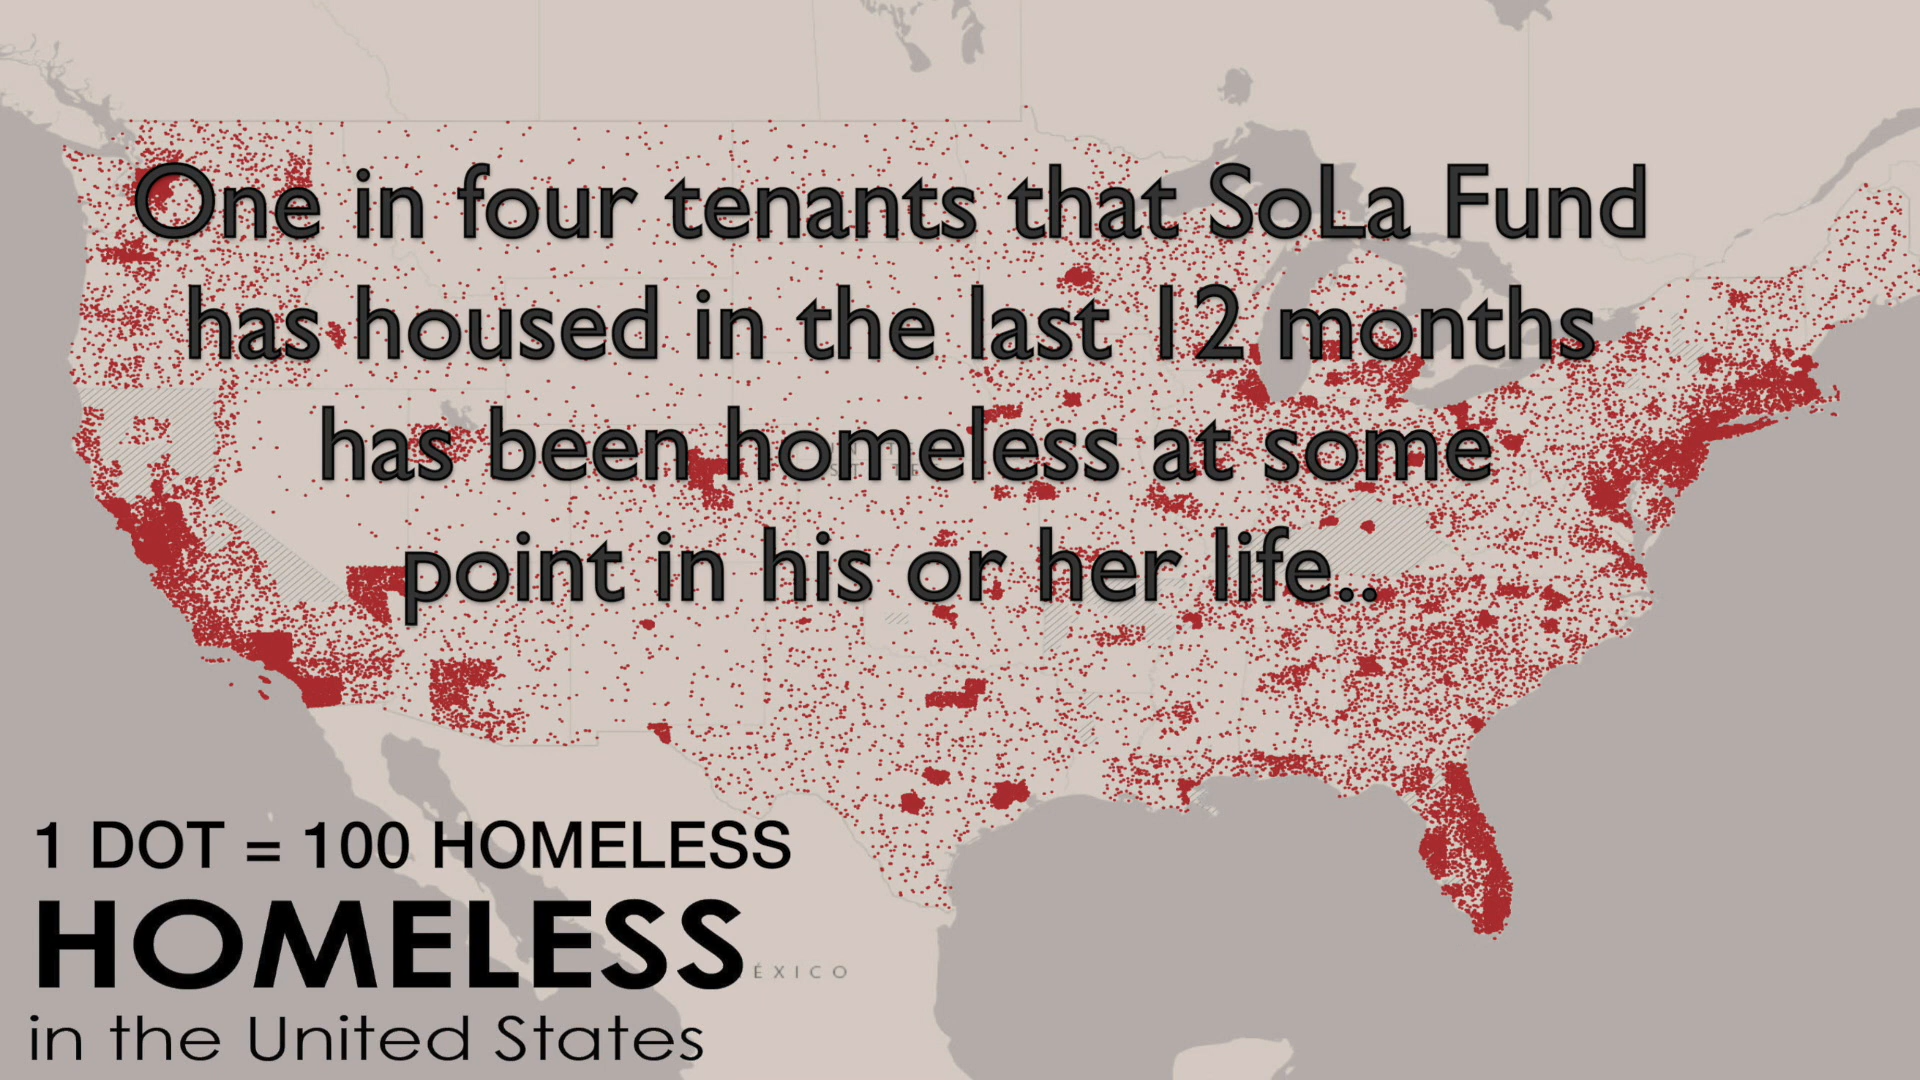 One in four tenants that SoLa Fund
has housed in the last 12 months
has been homeless at some
point in his or her life..
1 DOT = 100 HOMELESS
HOMELESS
ÉXICO
in the United States